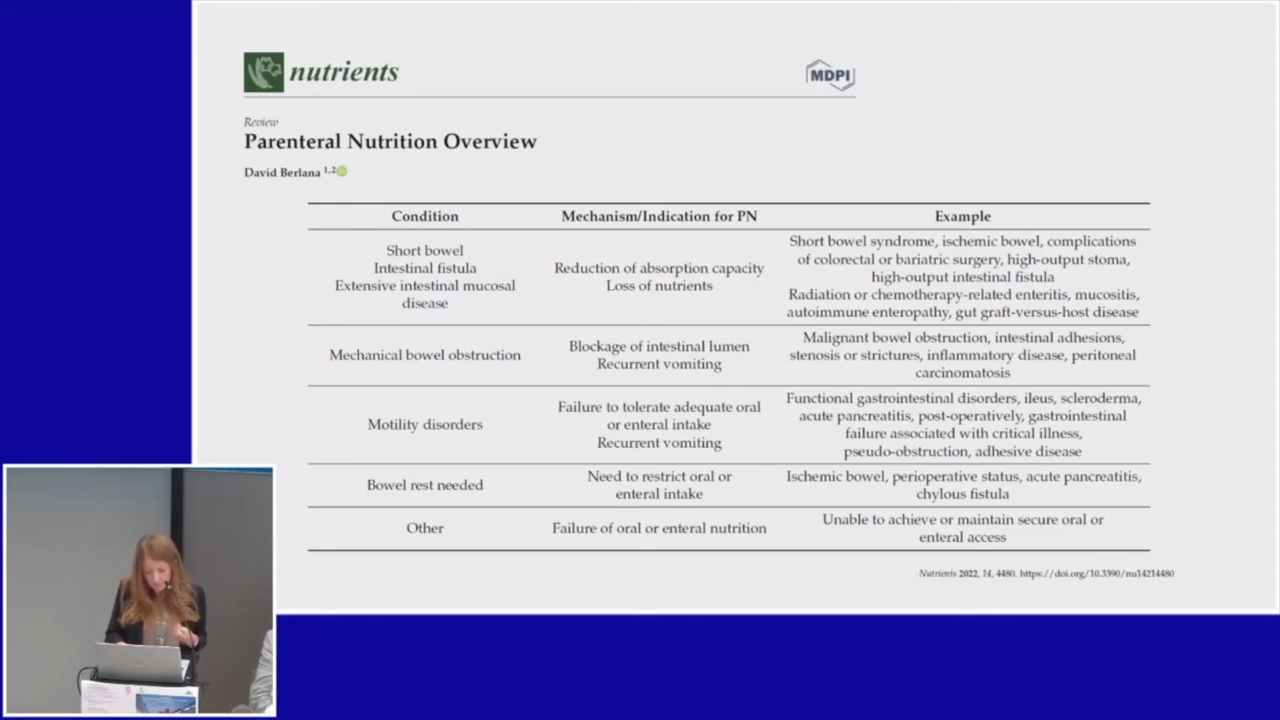 nutrients
MDPI
Review
Parenteral Nutrition Overview
David Berlana 1,2
Condition Mechanism/Indication for PN Example
Short bowel
Intestinal fistula
Extensive intestinal mucosal
disease
Reduction of absorption capacity
Loss of nutrients
Short bowel syndrome, ischemic bowel, complications
of colorectal or bariatric surgery, high-output stoma,
high-output intestinal fistula
Radiation or chemotherapy-related enteritis, mucositis,
autoimmune enteropathy, gut graft-versus-host disease
Mechanical bowel obstruction
Blockage of intestinal lumen
Recurrent vomiting
Malignant bowel obstruction, intestinal adhesions,
stenosis or strictures, inflammatory disease, peritoneal
carcinomatosis
Motility disorders
Failure to tolerate adequate oral
or enteral intake
Recurrent vomiting
Functional gastrointestinal disorders, ileus, scleroderma,
acute pancreatitis, post-operatively, gastrointestinal
failure associated with critical illness,
pseudo-obstruction, adhesive disease
Bowel rest needed
Need to restrict oral or
enteral intake
Ischemic bowel, perioperative status, acute pancreatitis,
chylous fistula
Other
Failure of oral or enteral nutrition
Unable to achieve or maintain secure oral or
enteral access
Nutrients 2022, 14, 4480. https://doi.org/10.3390/nu14214480